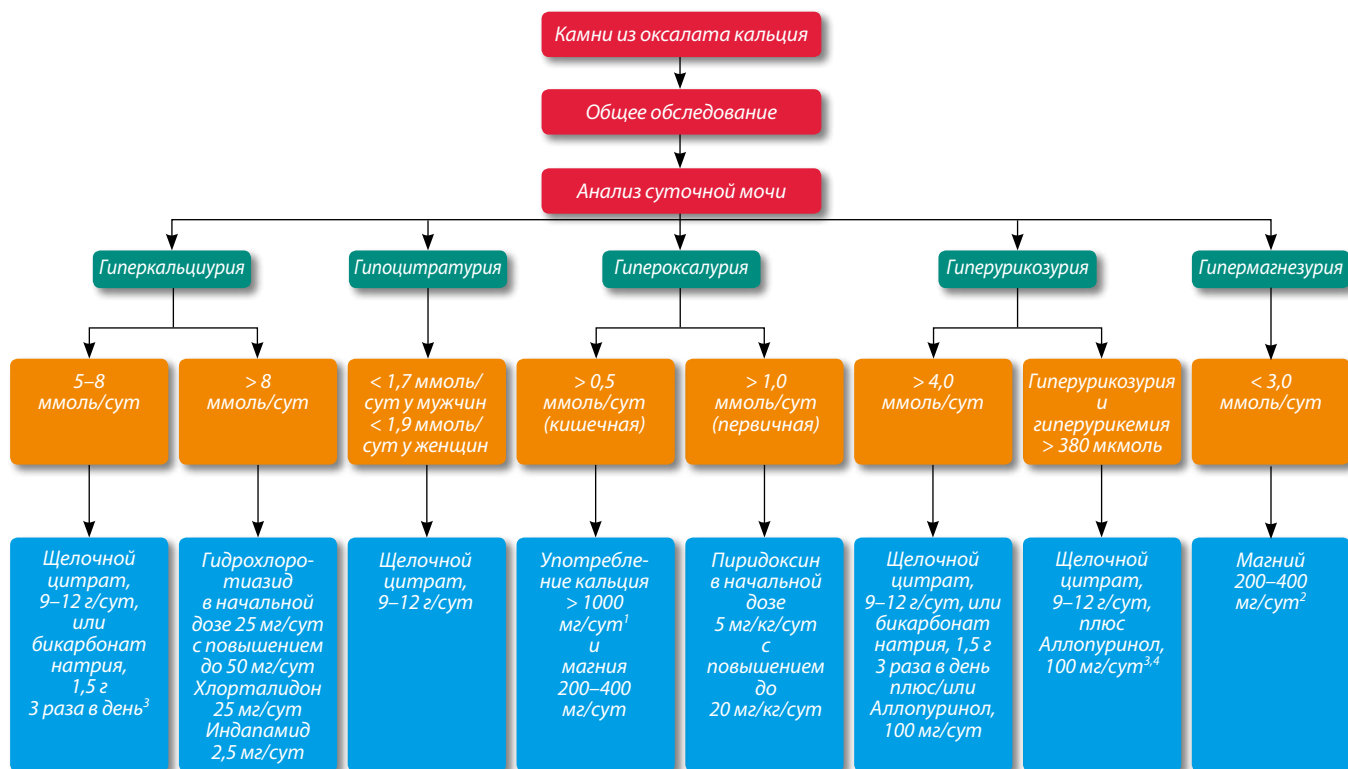 Камни из оксалата кальция
Общее обследование
Анализ суточной мочи
Гиперкальциурия
Гипоцитратурия
Гипероксалурия
Гиперурикозурия
Гипермагнезурия
5–8
ммоль/сут
> 8
ммоль/сут
< 1,7 ммоль/
сут у мужчин
< 1,9 ммоль/
сут у женщин
> 0,5
ммоль/сут
(кишечная)
> 1,0
ммоль/сут
(первичная)
> 4,0
ммоль/сут
Гиперурикозурия
и
гиперурикемия
> 380 мкмоль
< 3,0
ммоль/сут
Щелочной
цитрат,
9–12 г/сут,
или
бикарбонат
натрия,
1,5 г
3 раза в день³
Гидрохлоро-
тиазид
в начальной
дозе 25 мг/сут
с повышением
до 50 мг/сут
Хлорталидон
25 мг/сут
Индапамид
2,5 мг/сут
Щелочной
цитрат,
9–12 г/сут
Употребле-
ние кальция
> 1000
мг/сут¹
и
магния
200–400
мг/сут
Пиридоксин
в начальной
дозе
5 мг/кг/сут
с
повышением
до
20 мг/кг/сут
Щелочной
цитрат,
9–12 г/сут, или
бикарбонат
натрия, 1,5 г
3 раза в день
плюс/или
Аллопуринол,
100 мг/сут
Щелочной
цитрат,
9–12 г/сут,
плюс
Аллопуринол,
100 мг/сут³,⁴
Магний
200–400
мг/сут²